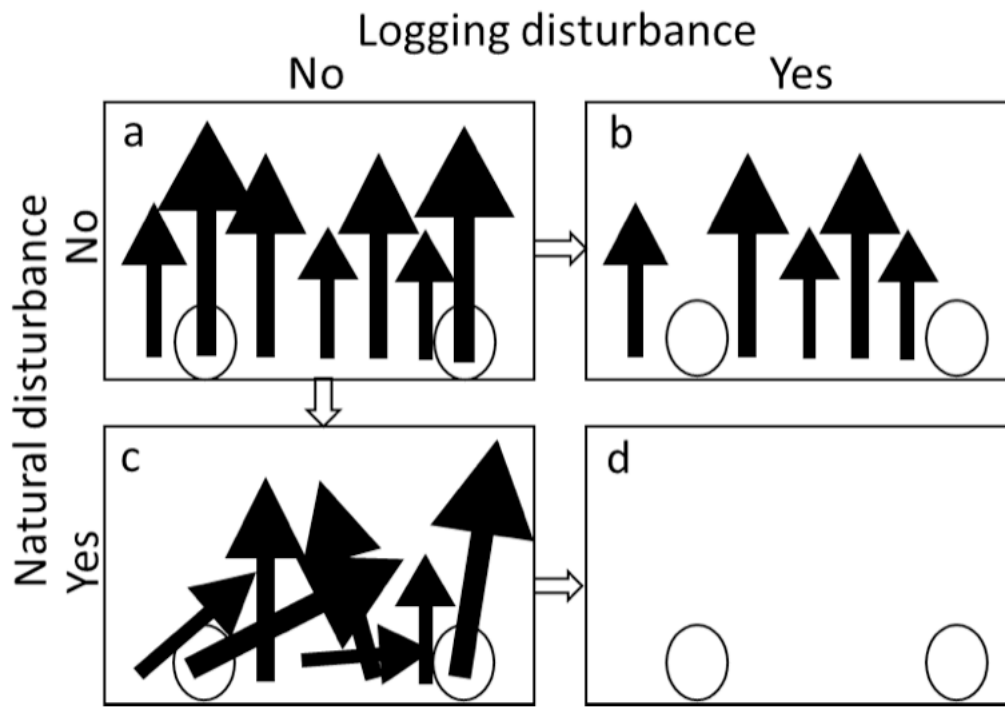 Logging disturbance
No
Yes
Natural disturbance
No
Yes
a
b
c
d